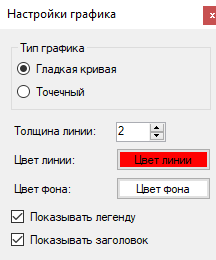 Настройки графика
Тип графика
Гладкая кривая
Точечный
Толщина линии: 2
Цвет линии: Цвет линии
Цвет фона: Цвет фона
Показывать легенду
Показывать заголовок